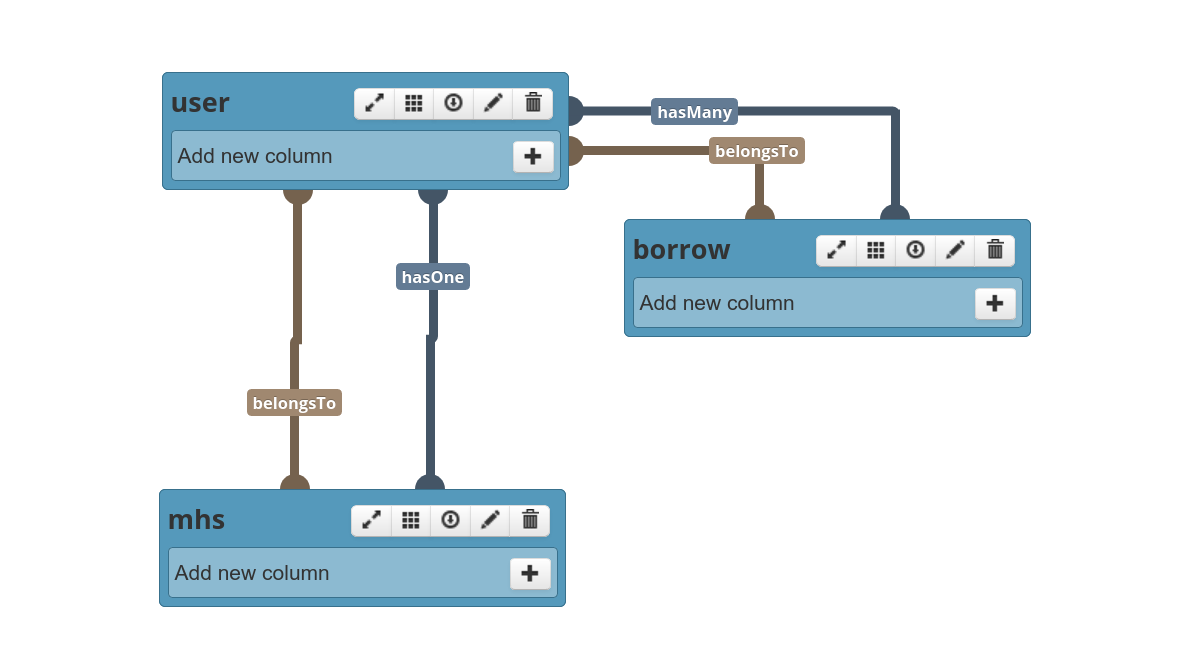 user
Add new column
hasMany
belongsTo
borrow
Add new column
hasOne
belongsTo
mhs
Add new column